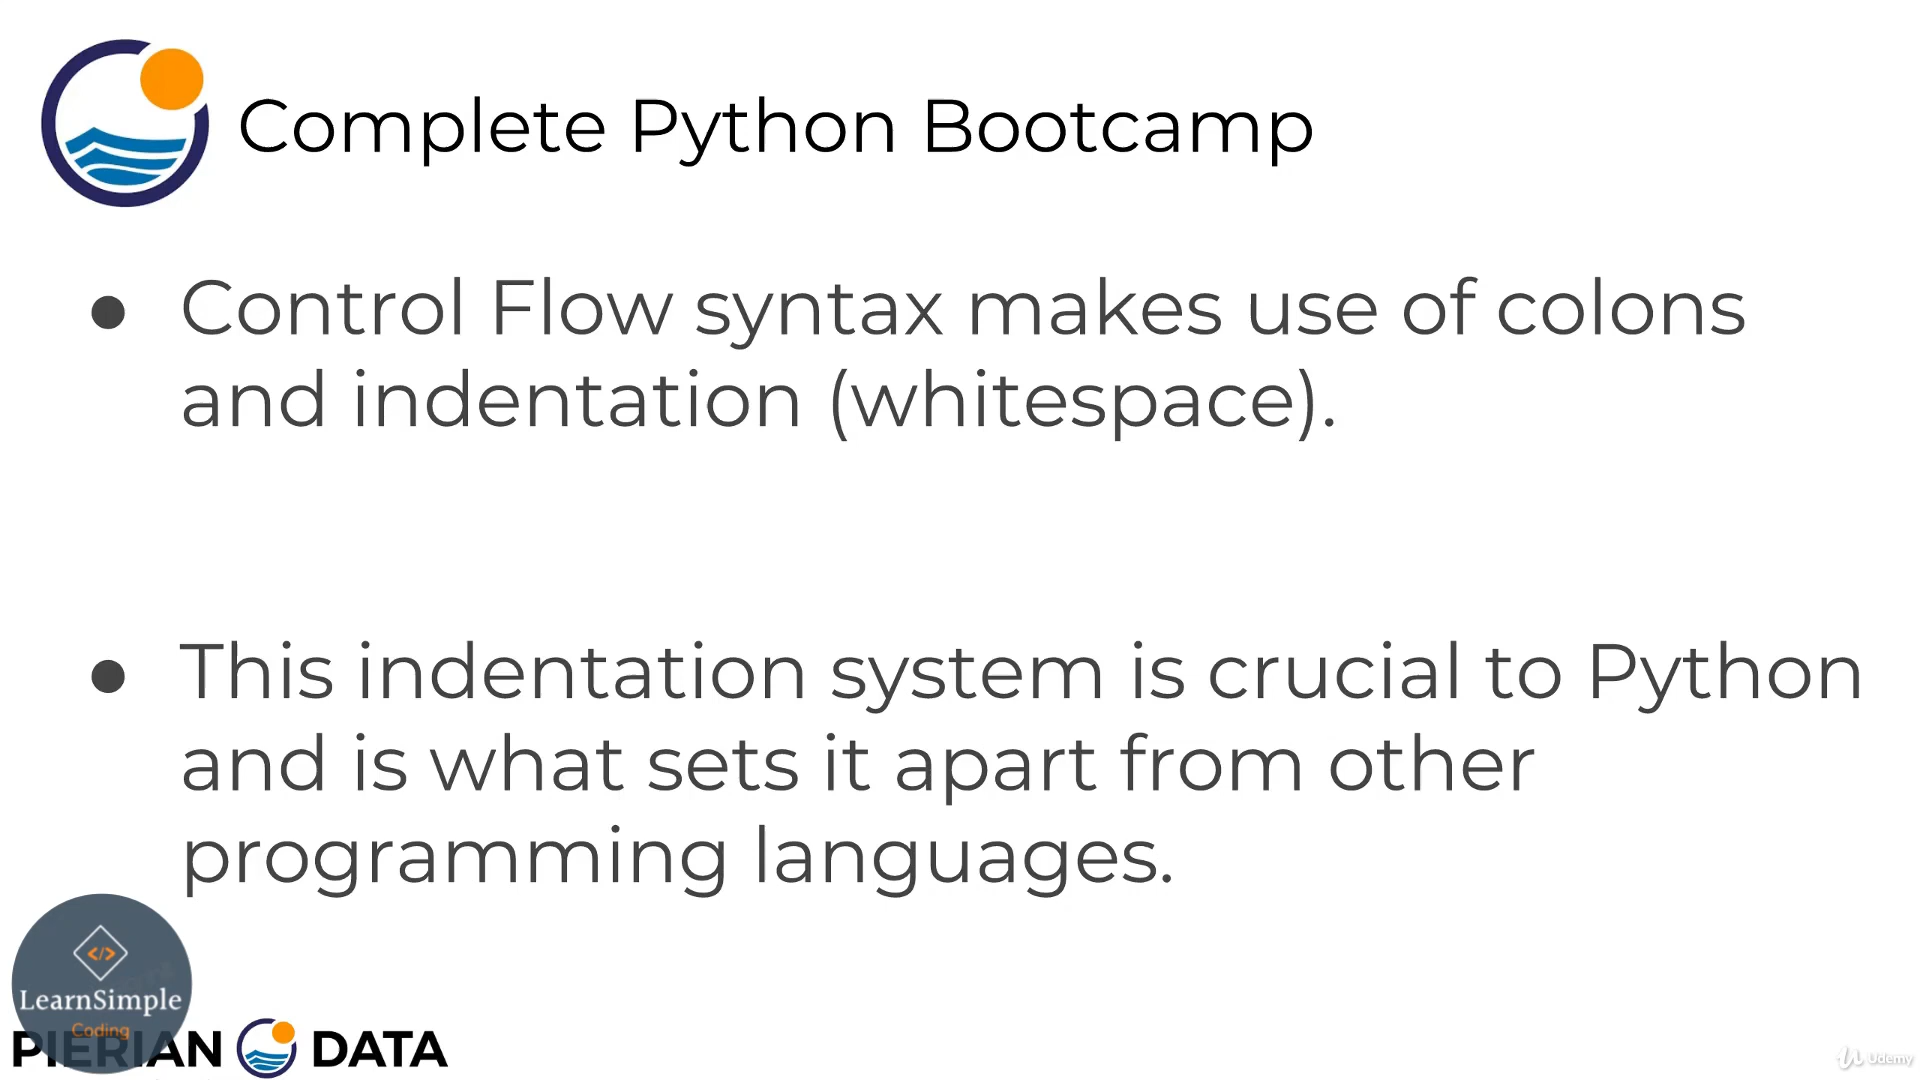 Complete Python Bootcamp
● Control Flow syntax makes use of colons
and indentation (whitespace).
● This indentation system is crucial to Python
and is what sets it apart from other
programming languages.
</>
LearnSimple
Coding
PIERIAN DATA
Udemy